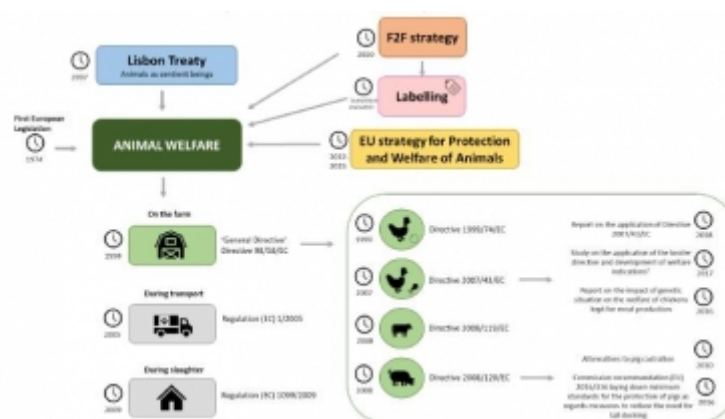 F2F strategy
2020
Lisbon Treaty
Animals as sentient beings
2007
Labelling
First European
Legislation
1974
ANIMAL WELFARE
EU strategy for Protection
and Welfare of Animals
2012-
2015
On the farm
'General Directive'
Directive 98/58/EC
1998
During transport
Regulation (EC) 1/2005
2005
During slaughter
Regulation (EC) 1099/2009
2009
Directive 1999/74/EC
1999
Directive 2007/43/EC
2007
Directive 2008/119/EC
2008
Directive 2008/120/EC
Report on the application of Directive
2007/43/EC
2018
Study on the application of the broiler
directive and development of welfare
indicators"
2017
Report on the impact of genetic
on the welfare of chickens
kept for meat production
2016
Alternatives to pig castration
2010
Commission recommendation (EU)
2016/336 laying down minimum
standards for the protection of pigs as
regards measures to reduce the need for
tail docking
2016